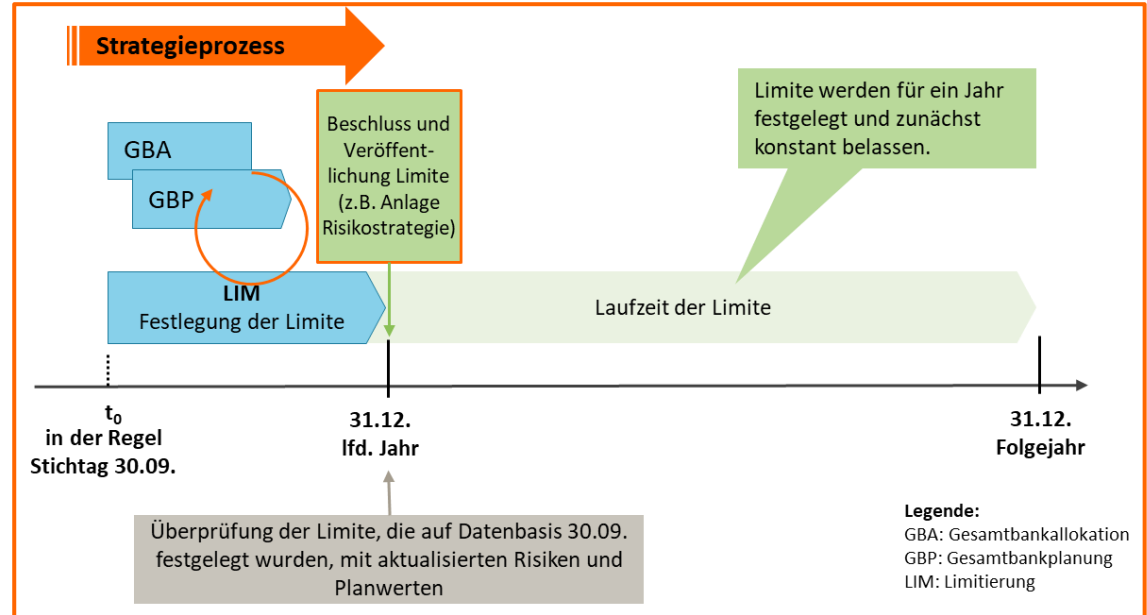 Strategieprozess
GBA
GBP
Beschluss und
Veröffent-
lichung Limite
(z.B. Anlage
Risikostrategie)
Limite werden für ein Jahr
festgelegt und zunächst
konstant belassen.
LIM
Festlegung der Limite
Laufzeit der Limite
t₀
in der Regel
Stichtag 30.09.
31.12.
lfd. Jahr
31.12.
Folgejahr
Überprüfung der Limite, die auf Datenbasis 30.09.
festgelegt wurden, mit aktualisierten Risiken und
Planwerten
Legende:
GBA: Gesamtbankallokation
GBP: Gesamtbankplanung
LIM: Limitierung